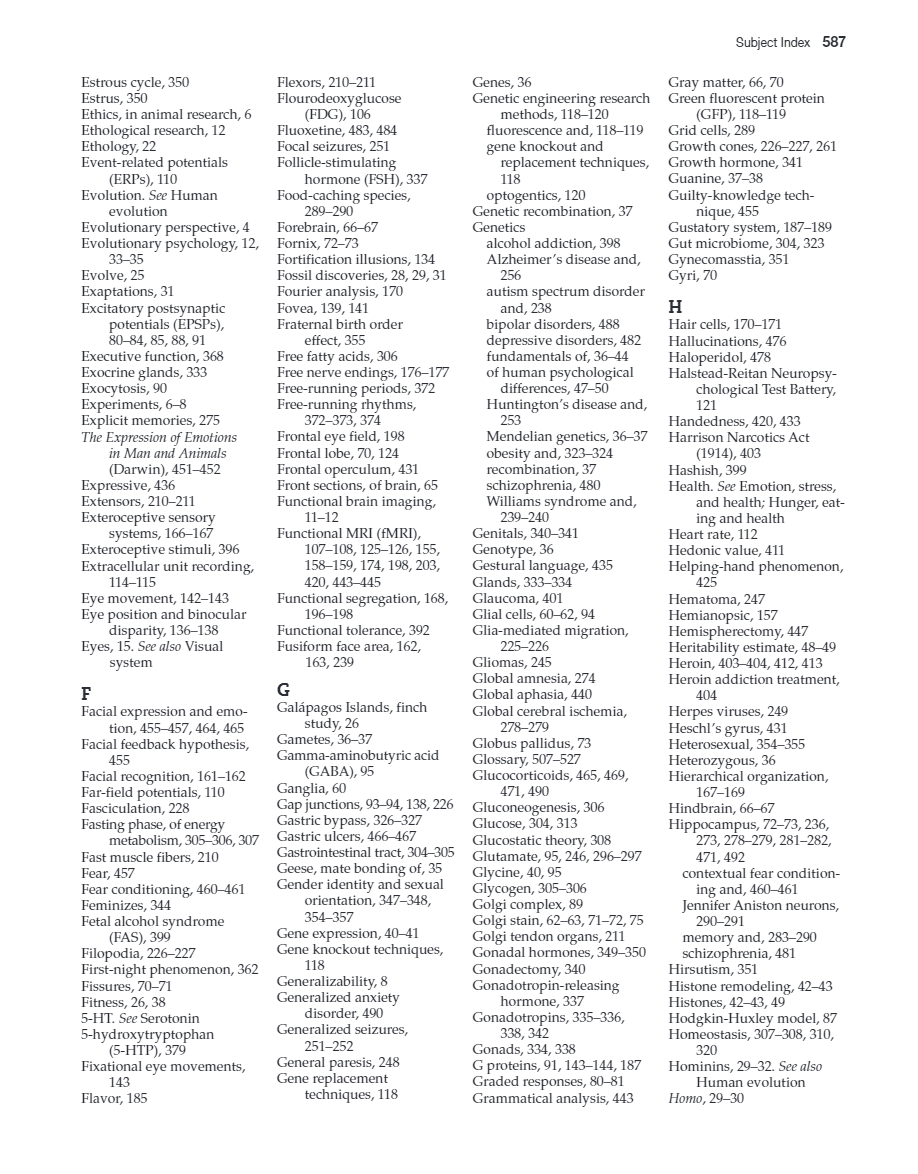 Subject Index 587
Estrous cycle, 350
Estrus, 350
Ethics, in animal research, 6
Ethological research, 12
Ethology, 22
Event-related potentials
(ERPs), 110
Evolution. See Human
evolution
Evolutionary perspective, 4
Evolutionary psychology, 12,
33–35
Evolve, 25
Exaptations, 31
Excitatory postsynaptic
potentials (EPSPs),
80–84, 85, 88, 91
Executive function, 368
Exocrine glands, 333
Exocytosis, 90
Experiments, 6–8
Explicit memories, 275
The Expression of Emotions
in Man and Animals
(Darwin), 451–452
Expressive, 436
Extensors, 210–211
Exteroceptive sensory
systems, 166–167
Exteroceptive stimuli, 396
Extracellular unit recording,
114–115
Eye movement, 142–143
Eye position and binocular
disparity, 136–138
Eyes, 15. See also Visual
system
F
Facial expression and emo-
tion, 455–457, 464, 465
Facial feedback hypothesis,
455
Facial recognition, 161–162
Far-field potentials, 110
Fasciculation, 228
Fasting phase, of energy
metabolism, 305–306, 307
Fast muscle fibers, 210
Fear, 457
Fear conditioning, 460–461
Feminizes, 344
Fetal alcohol syndrome
(FAS), 399
Filopodia, 226–227
First-night phenomenon, 362
Fissures, 70–71
Fitness, 26, 38
5-HT. See Serotonin
5-hydroxytryptophan
(5-HTP), 379
Fixational eye movements,
143
Flavor, 185
Flexors, 210–211
Flourodeoxyglucose
(FDG), 106
Fluoxetine, 483, 484
Focal seizures, 251
Follicle-stimulating
hormone (FSH), 337
Food-caching species,
289–290
Forebrain, 66–67
Fornix, 72–73
Fortification illusions, 134
Fossil discoveries, 28, 29, 31
Fourier analysis, 170
Fovea, 139, 141
Fraternal birth order
effect, 355
Free fatty acids, 306
Free nerve endings, 176–177
Free-running periods, 372
Free-running rhythms,
372–373, 374
Frontal eye field, 198
Frontal lobe, 70, 124
Frontal operculum, 431
Front sections, of brain, 65
Functional brain imaging,
11–12
Functional MRI (fMRI),
107–108, 125–126, 155,
158–159, 174, 198, 203,
420, 443–445
Functional segregation, 168,
196–198
Functional tolerance, 392
Fusiform face area, 162,
163, 239
G
Galápagos Islands, finch
study, 26
Gametes, 36–37
Gamma-aminobutyric acid
(GABA), 95
Ganglia, 60
Gap junctions, 93–94, 138, 226
Gastric bypass, 326–327
Gastric ulcers, 466–467
Gastrointestinal tract, 304–305
Geese, mate bonding of, 35
Gender identity and sexual
orientation, 347–348,
354–357
Gene expression, 40–41
Gene knockout techniques,
118
Generalizability, 8
Generalized anxiety
disorder, 490
Generalized seizures,
251–252
General paresis, 248
Gene replacement
techniques, 118
Genes, 36
Genetic engineering research
methods, 118–120
fluorescence and, 118–119
gene knockout and
replacement techniques,
118
optogentics, 120
Genetic recombination, 37
Genetics
alcohol addiction, 398
Alzheimer's disease and,
256
autism spectrum disorder
and, 238
bipolar disorders, 488
depressive disorders, 482
fundamentals of, 36–44
of human psychological
differences, 47–50
Huntington's disease and,
253
Mendelian genetics, 36–37
obesity and, 323–324
recombination, 37
schizophrenia, 480
Williams syndrome and,
239–240
Genitals, 340–341
Genotype, 36
Gestural language, 435
Glands, 333–334
Glaucoma, 401
Glial cells, 60–62, 94
Glia-mediated migration,
225–226
Gliomas, 245
Global amnesia, 274
Global aphasia, 440
Global cerebral ischemia,
278–279
Globus pallidus, 73
Glossary, 507–527
Glucocorticoids, 465, 469,
471, 490
Gluconeogenesis, 306
Glucose, 304, 313
Glucostatic theory, 308
Glutamate, 95, 246, 296–297
Glycine, 40, 95
Glycogen, 305–306
Golgi complex, 89
Golgi stain, 62–63, 71–72, 75
Golgi tendon organs, 211
Gonadal hormones, 349–350
Gonadectomy, 340
Gonadotropin-releasing
hormone, 337
Gonadotropins, 335–336,
338, 342
Gonads, 334, 338
G proteins, 91, 143–144, 187
Graded responses, 80–81
Grammatical analysis, 443
Gray matter, 66, 70
Green fluorescent protein
(GFP), 118–119
Grid cells, 289
Growth cones, 226–227, 261
Growth hormone, 341
Guanine, 37–38
Guilty-knowledge tech-
nique, 455
Gustatory system, 187–189
Gut microbiome, 304, 323
Gynecomasstia, 351
Gyri, 70
H
Hair cells, 170–171
Hallucinations, 476
Haloperidol, 478
Halstead-Reitan Neuropsy-
chological Test Battery,
121
Handedness, 420, 433
Harrison Narcotics Act
(1914), 403
Hashish, 399
Health. See Emotion, stress,
and health; Hunger, eat-
ing and health
Heart rate, 112
Hedonic value, 411
Helping-hand phenomenon,
425
Hematoma, 247
Hemianopsic, 157
Hemispherectomy, 447
Heritability estimate, 48–49
Heroin, 403–404, 412, 413
Heroin addiction treatment,
404
Herpes viruses, 249
Heschl's gyrus, 431
Heterosexual, 354–355
Heterozygous, 36
Hierarchical organization,
167–169
Hindbrain, 66–67
Hippocampus, 72–73, 236,
273, 278–279, 281–282,
471, 492
contextual fear condition-
ing and, 460–461
Jennifer Aniston neurons,
290–291
memory and, 283–290
schizophrenia, 481
Hirsutism, 351
Histone remodeling, 42–43
Histones, 42–43, 49
Hodgkin-Huxley model, 87
Homeostasis, 307–308, 310,
320
Hominins, 29–32. See also
Human evolution
Homo, 29–30